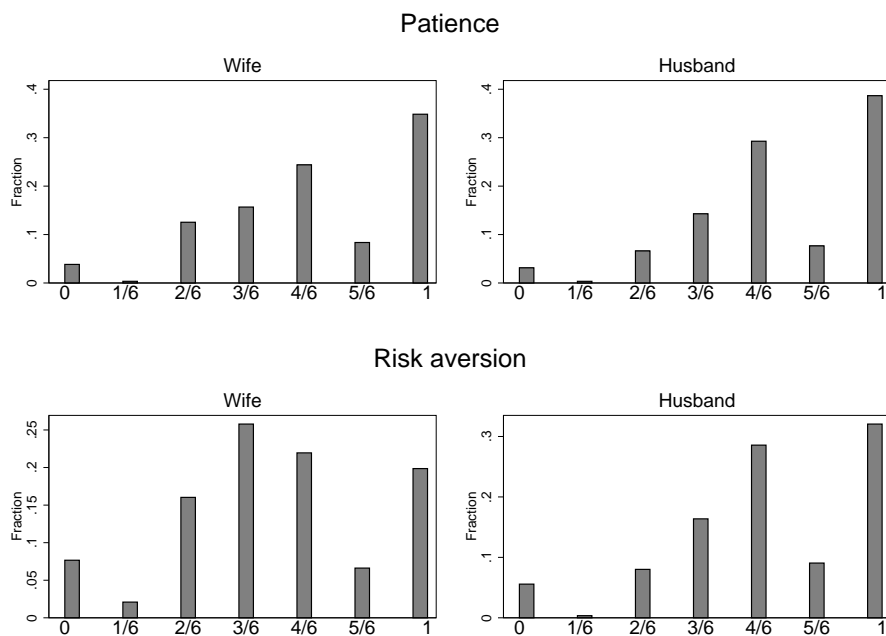 Patience
Wife
Husband
Fraction
0 .1 .2 .3 .4
0 1/6 2/6 3/6 4/6 5/6 1
Fraction
0 .1 .2 .3 .4
0 1/6 2/6 3/6 4/6 5/6 1
Risk aversion
Wife
Husband
Fraction
0 .05 .1 .15 .2 .25
0 1/6 2/6 3/6 4/6 5/6 1
Fraction
0 .1 .2 .3
0 1/6 2/6 3/6 4/6 5/6 1